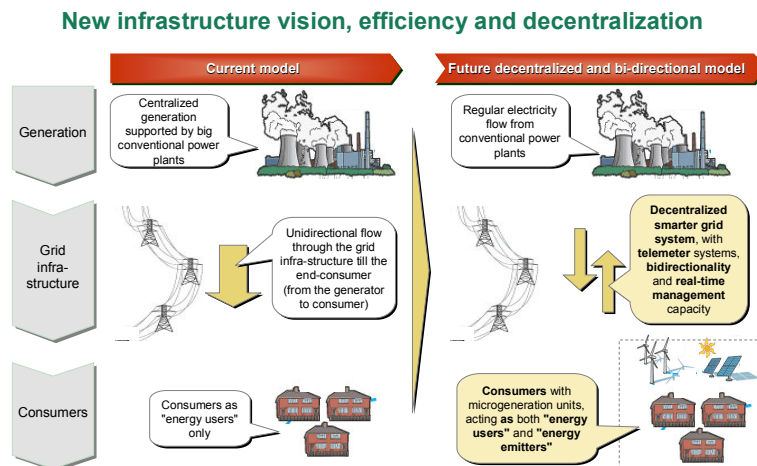 New infrastructure vision, efficiency and decentralization
Current model
Future decentralized and bi-directional model
Generation
Centralized
generation
supported by big
conventional power
plants
Regular electricity
flow from
conventional power
plants
Grid
infra-
structure
Unidirectional flow
through the grid
infra-structure till the
end-consumer
(from the generator
to consumer)
Decentralized
smarter grid
system, with
telemeter systems,
bidirectionality
and real-time
management
capacity
Consumers
Consumers as
"energy users"
only
Consumers with
microgeneration units,
acting as both "energy
users" and "energy
emitters"